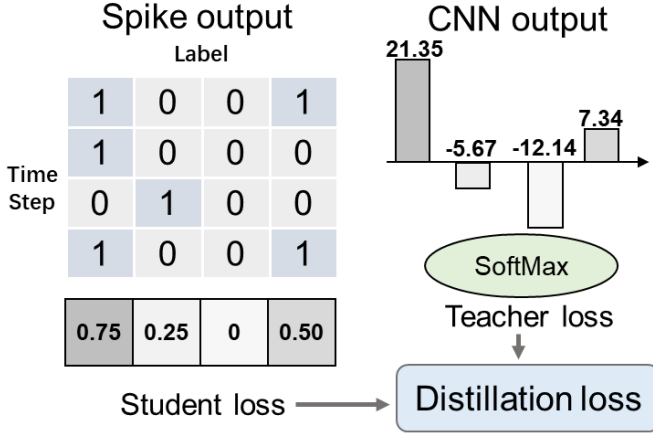 Spike output
Label
1 0 0 1
1 0 0 0
Time
Step
0 1 0 0
1 0 0 1
0.75 0.25 0 0.50
Student loss
CNN output
21.35
-5.67 -12.14 7.34
SoftMax
Teacher loss
Distillation loss